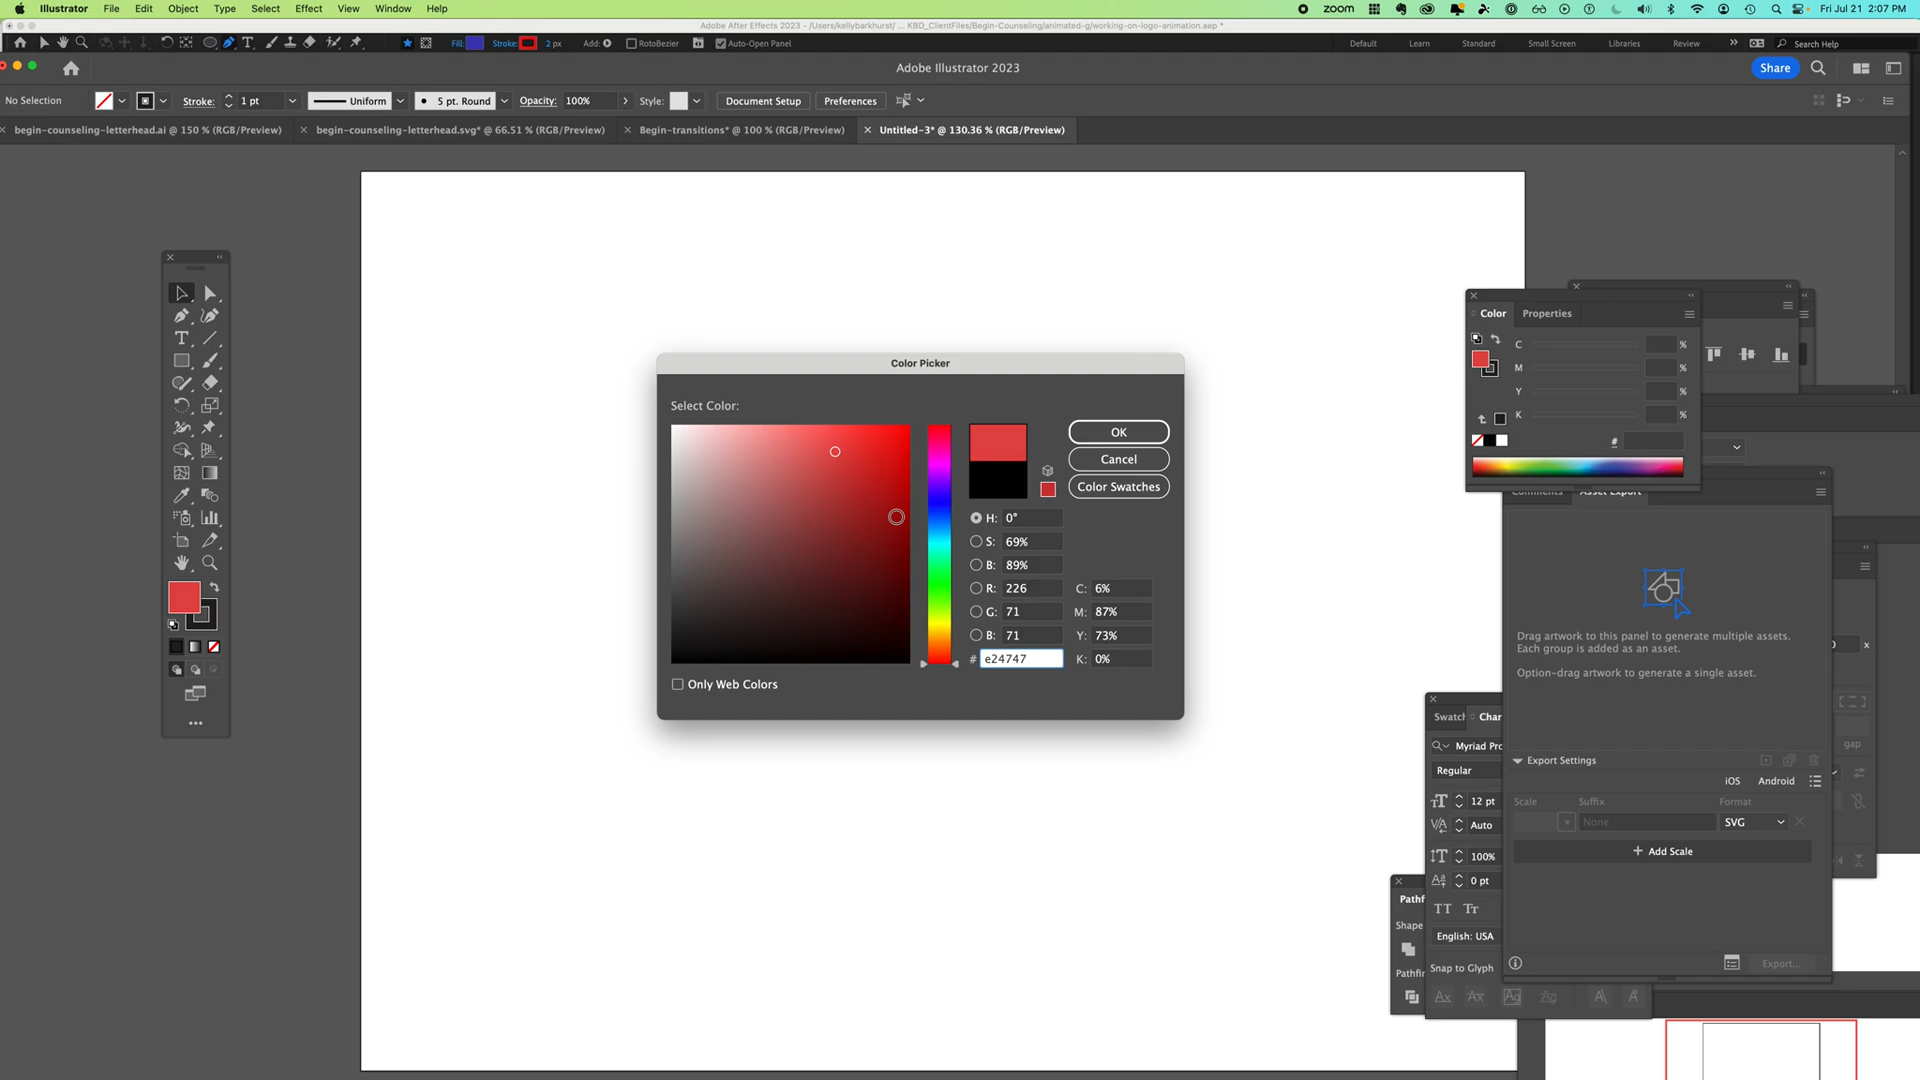 Illustrator File Edit Object Type Select Effect View Window Help zoom Fri Jul 21 2:07 PM
Adobe After Effects 2023 - /Users/kellybarkhurst/ ... KBD_ClientFiles/Begin-Counseling/animated-g/working-on-logo-animation.aep *
Fill: Stroke: 2 px Add: RotoBezier Auto-Open Panel Default Learn Standard Small Screen Libraries Review Search Help
Adobe Illustrator 2023 Share
No Selection Stroke: 1 pt Uniform 5 pt. Round Opacity: 100% Style: Document Setup Preferences
begin-counseling-letterhead.ai @ 150 % (RGB/Preview) begin-counseling-letterhead.svg* @ 66.51 % (RGB/Preview) Begin-transitions* @ 100 % (RGB/Preview) Untitled-3* @ 130.36 % (RGB/Preview)
Color Properties
C %
M %
Y %
K %
#
Color Picker
Select Color:
OK
Cancel
Color Swatches
H: 0°
S: 69%
B: 89%
R: 226 C: 6%
G: 71 M: 87%
B: 71 Y: 73%
# e24747 K: 0%
Only Web Colors
Comments Asset Export
Drag artwork to this panel to generate multiple assets.
Each group is added as an asset.
Option-drag artwork to generate a single asset.
Export Settings
iOS Android
Scale Suffix Format
None SVG
+ Add Scale
Export...
0 x
gap
Swatch Char
Myriad Pro
Regular
12 pt
Auto
100%
0 pt
TT Tr
English: USA
Snap to Glyph
Pathf
Shape
Pathfin